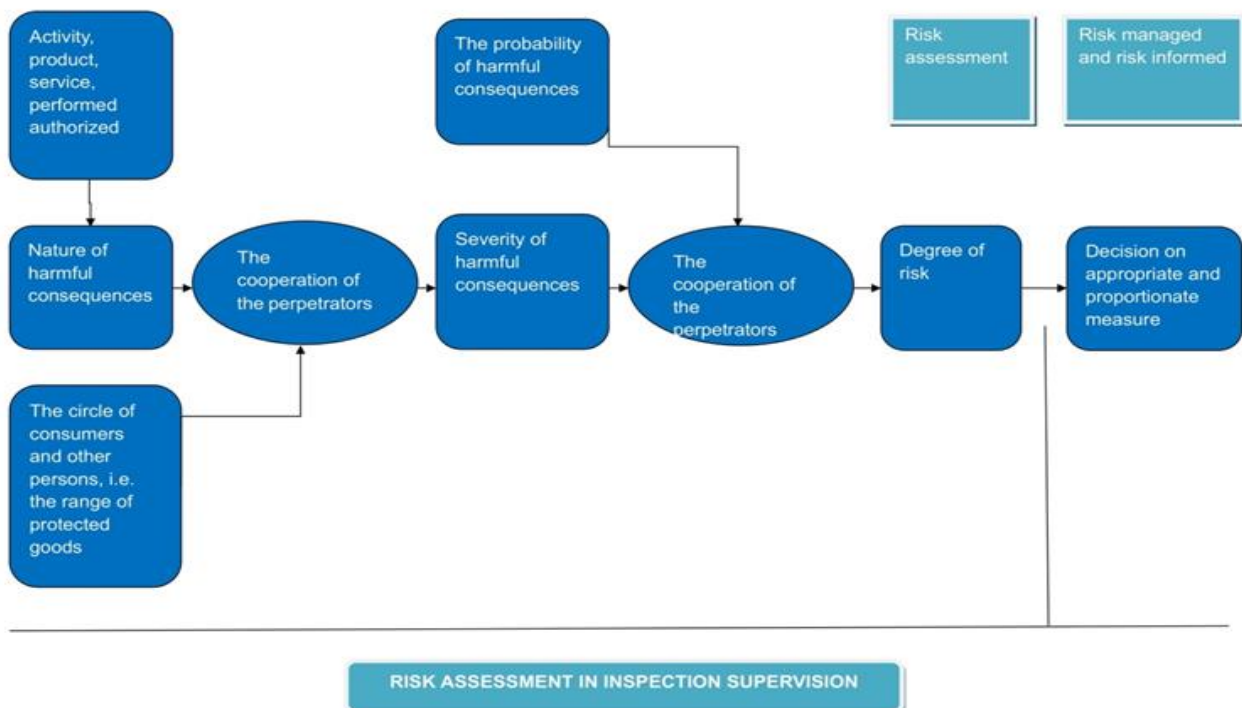 Activity,
product,
service,
performed
authorized
The probability
of harmful
consequences
Risk
assessment
Risk managed
and risk informed
Nature of
harmful
consequences
The
cooperation of
the perpetrators
Severity of
harmful
consequences
The
cooperation of
the
perpetrators
Degree of
risk
Decision on
appropriate and
proportionate
measure
The circle of
consumers
and other
persons, i.e.
the range of
protected
goods
RISK ASSESSMENT IN INSPECTION SUPERVISION